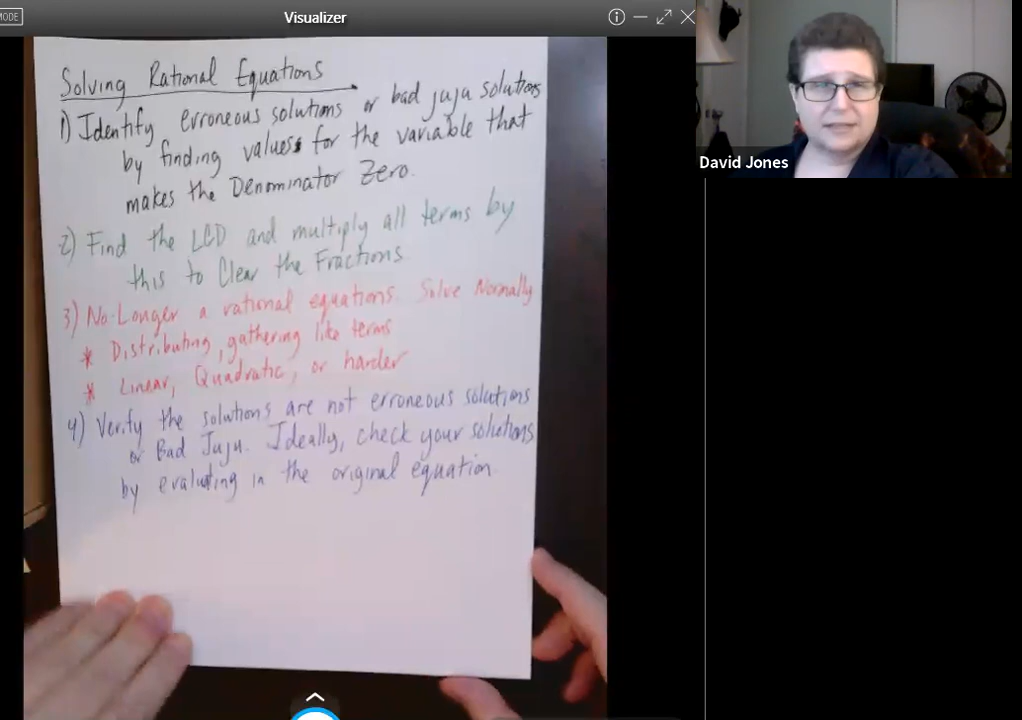 MODE
Visualizer
Solving Rational Equations
1) Identify erroneous solutions or bad juju solutions
by finding values for the variable that
makes the Denominator Zero.
2) Find the LCD and multiply all terms by
this to Clear the Fractions
3) No-Longer a rational equations. Solve Normally
* Distributing, gathering like terms
* Linear, Quadratic, or harder
4) Verify the solutions are not erroneous solutions
or Bad Juju. Ideally, check your solutions
by evaluating in the original equation.
David Jones